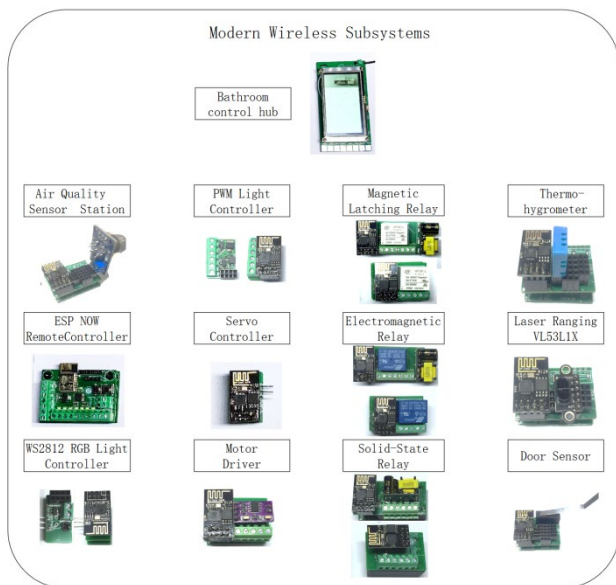 Modern Wireless Subsystems
Bathroom
control hub
Air Quality
Sensor Station
PWM Light
Controller
Magnetic
Latching Relay
Thermo-
hygrometer
ESP NOW
RemoteController
Servo
Controller
Electromagnetic
Relay
Laser Ranging
VL53L1X
WS2812 RGB Light
Controller
Motor
Driver
Solid-State
Relay
Door Sensor